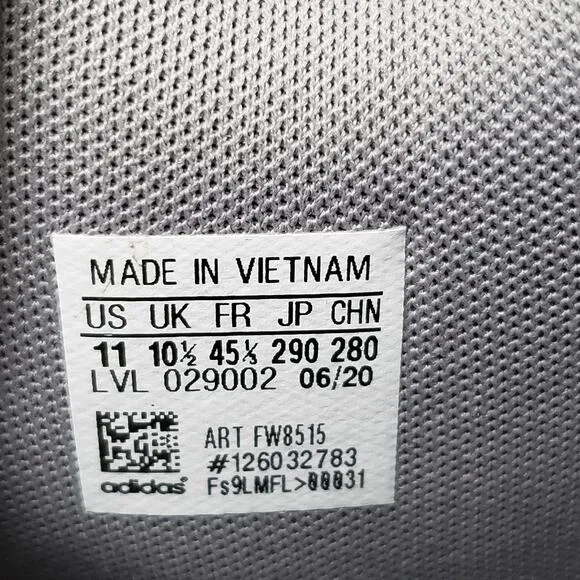 MADE IN VIETNAM
US UK FR JP CHN
11 10½ 45⅓ 290 280
LVL 029002 06/20
ART FW8515
#126032783
adidas® Fs9LMFL>00031